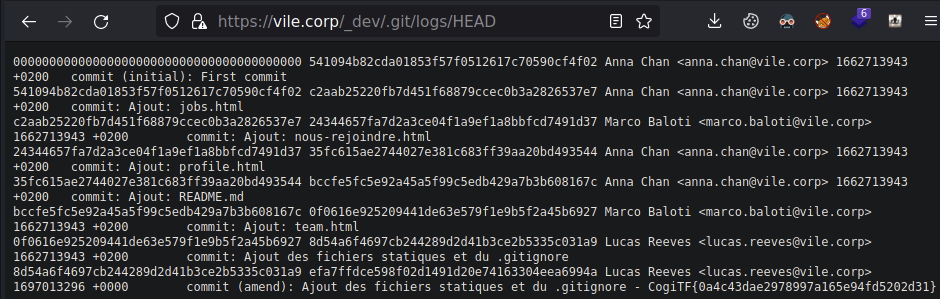 https://vile.corp/_dev/.git/logs/HEAD
6
0000000000000000000000000000000000000000 541094b82cda01853f57f0512617c70590cf4f02 Anna Chan <anna.chan@vile.corp> 1662713943
+0200 commit (initial): First commit
541094b82cda01853f57f0512617c70590cf4f02 c2aab25220fb7d451f68879ccec0b3a2826537e7 Anna Chan <anna.chan@vile.corp> 1662713943
+0200 commit: Ajout: jobs.html
c2aab25220fb7d451f68879ccec0b3a2826537e7 24344657fa7d2a3ce04f1a9ef1a8bbfcd7491d37 Marco Baloti <marco.baloti@vile.corp>
1662713943 +0200 commit: Ajout: nous-rejoindre.html
24344657fa7d2a3ce04f1a9ef1a8bbfcd7491d37 35fc615ae2744027e381c683ff39aa20bd493544 Anna Chan <anna.chan@vile.corp> 1662713943
+0200 commit: Ajout: profile.html
35fc615ae2744027e381c683ff39aa20bd493544 bccfe5fc5e92a45a5f99c5edb429a7b3b608167c Anna Chan <anna.chan@vile.corp> 1662713943
+0200 commit: Ajout: README.md
bccfe5fc5e92a45a5f99c5edb429a7b3b608167c 0f0616e925209441de63e579f1e9b5f2a45b6927 Marco Baloti <marco.baloti@vile.corp>
1662713943 +0200 commit: Ajout: team.html
0f0616e925209441de63e579f1e9b5f2a45b6927 8d54a6f4697cb244289d2d41b3ce2b5335c031a9 Lucas Reeves <lucas.reeves@vile.corp>
1662713943 +0200 commit: Ajout des fichiers statiques et du .gitignore
8d54a6f4697cb244289d2d41b3ce2b5335c031a9 efa7ffdce598f02d1491d20e74163304eea6994a Lucas Reeves <lucas.reeves@vile.corp>
1697013296 +0000 commit (amend): Ajout des fichiers statiques et du .gitignore - CogiTF{0a4c43dae2978997a165e94fd5202d31}